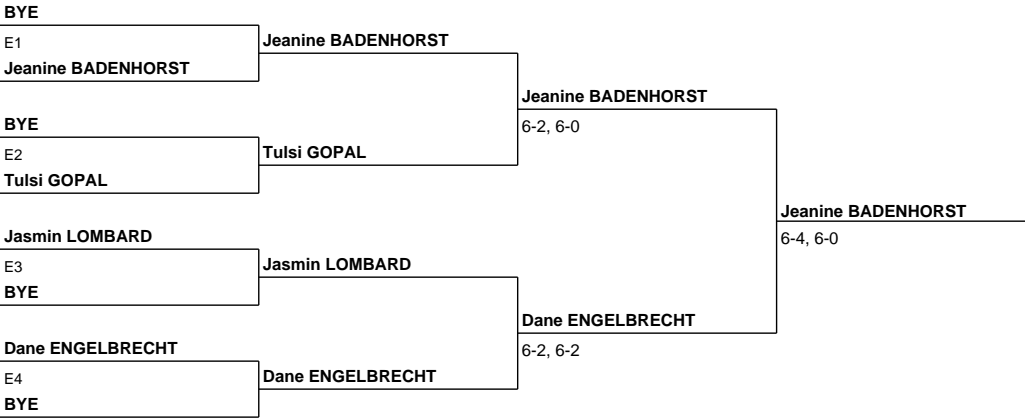 BYE
E1
Jeanine BADENHORST
BYE
E2
Tulsi GOPAL
Jasmin LOMBARD
E3
BYE
Dane ENGELBRECHT
E4
BYE
Jeanine BADENHORST
Tulsi GOPAL
Jasmin LOMBARD
Dane ENGELBRECHT
Jeanine BADENHORST
6-2, 6-0
Dane ENGELBRECHT
6-2, 6-2
Jeanine BADENHORST
6-4, 6-0